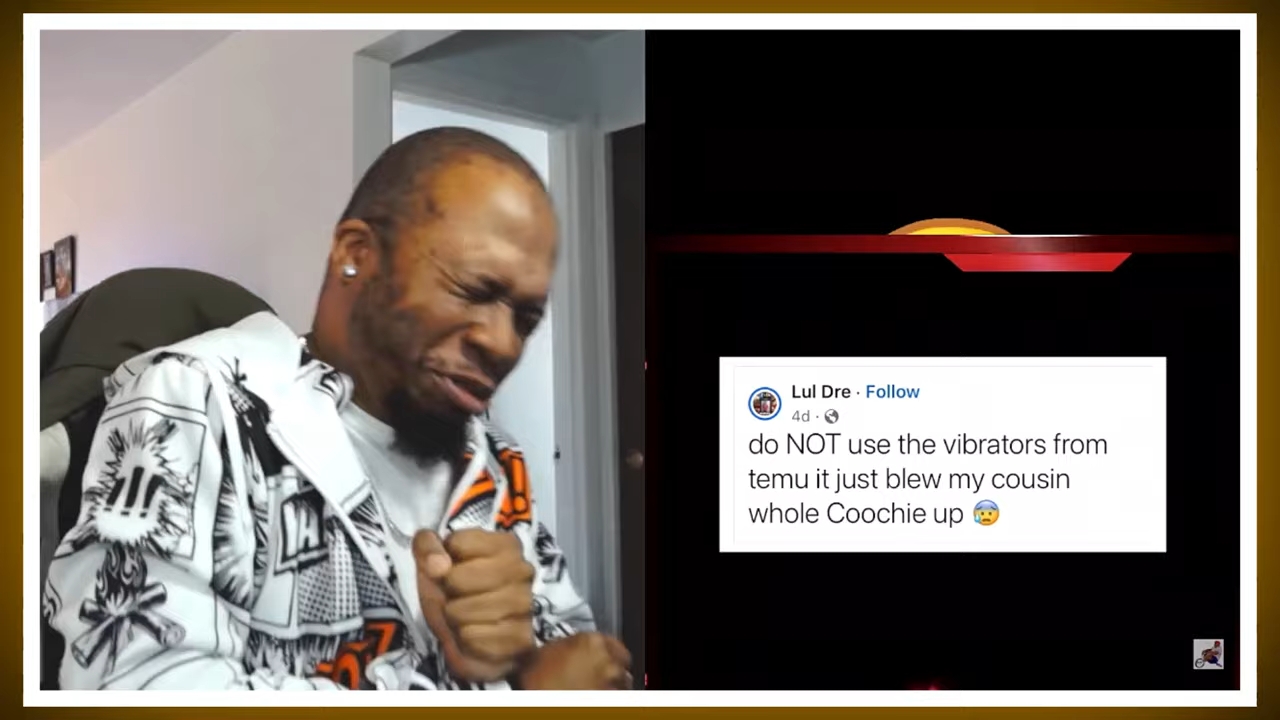 Lul Dre · Follow
4d ·
do NOT use the vibrators from
temu it just blew my cousin
whole Coochie up 😰